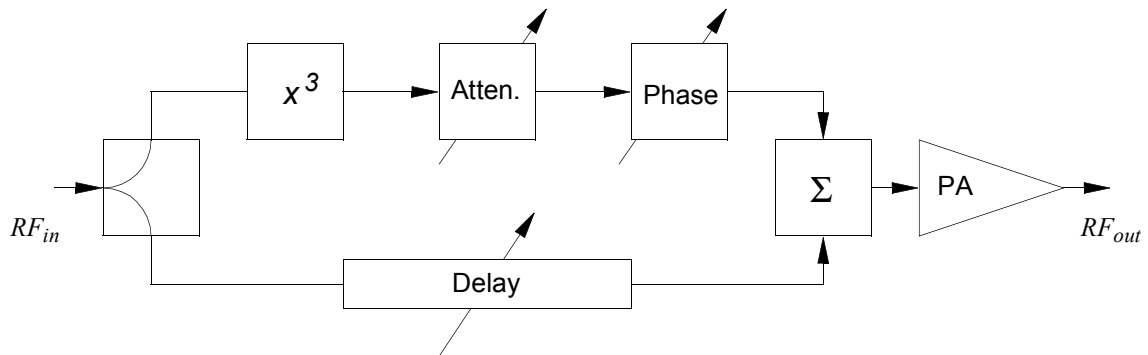 x³
Atten.
Phase
Σ
PA
RFin
RFout
Delay